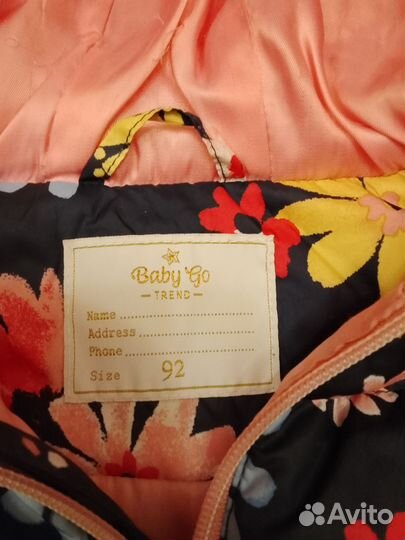 Baby Go
— TREND —
Name....................................
Address..............................
Phone..................................
Size 92
Avito